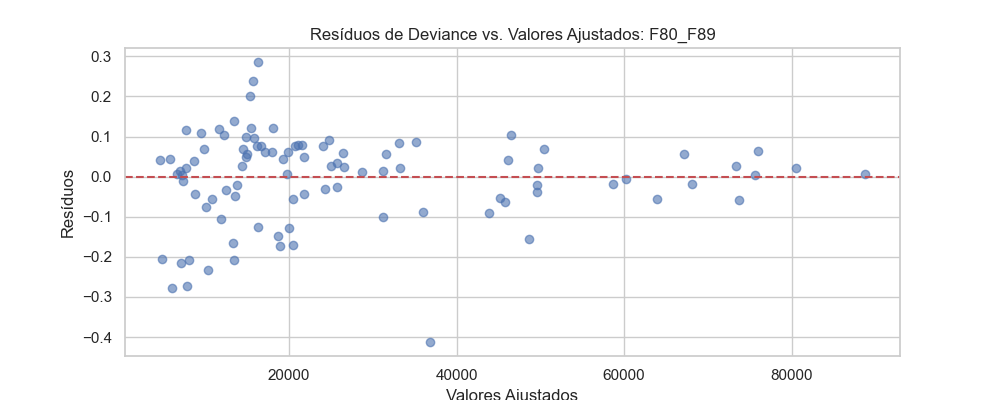 Resíduos de Deviance vs. Valores Ajustados: F80_F89
0.3
0.2
0.1
0.0
−0.1
−0.2
−0.3
−0.4
Resíduos
20000 40000 60000 80000
Valores Ajustados